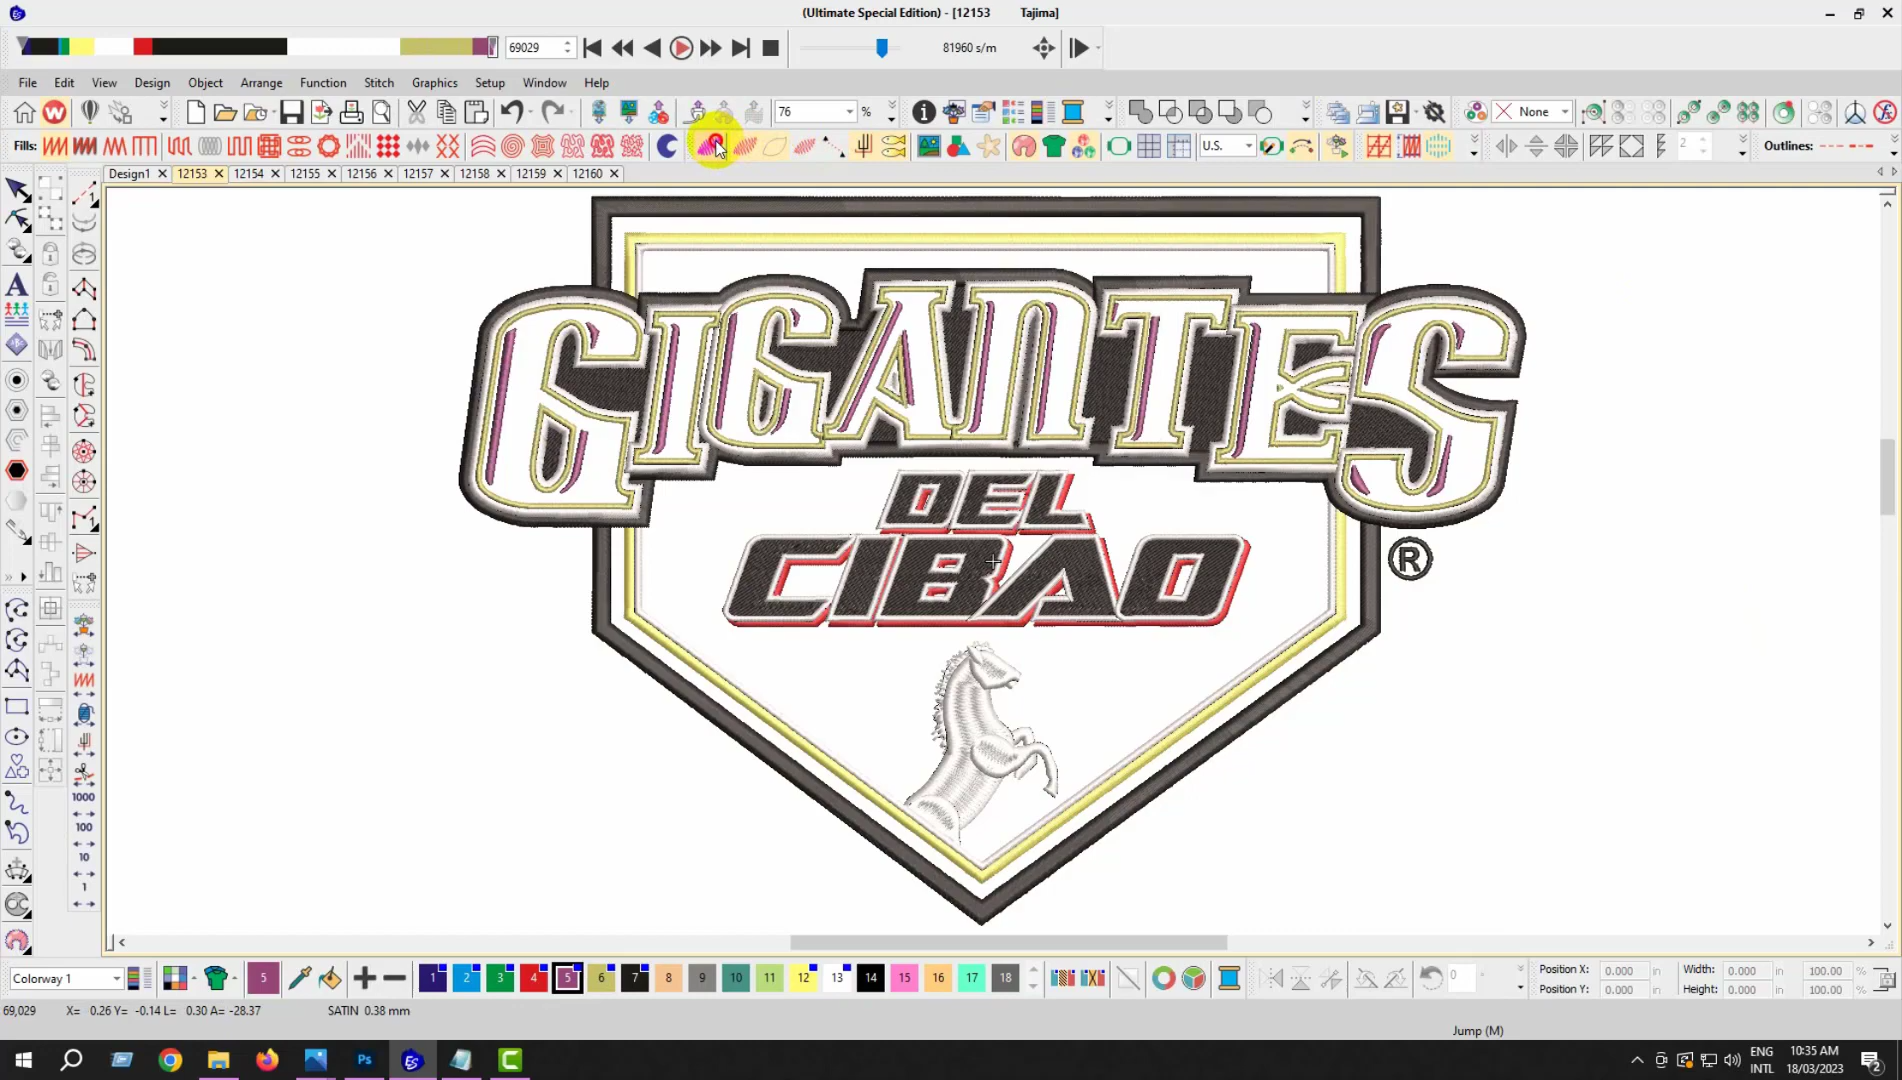 (Ultimate Special Edition) - [12153 Tajima]
69029
81960 s/m
File Edit View Design Object Arrange Function Stitch Graphics Setup Window Help
76 %
None
Fills:
U.S.
2
Outlines:
Design1 12153 12154 12155 12156 12157 12158 12159 12160
GIGANTES
DEL
CIBAO
®
1000
100
10
1
Colorway 1
5
1 2 3 4 5 6 7 8 9 10 11 12 13 14 15 16 17 18
0
Position X: 0.000 in Width: 0.000 in 100.00 %
Position Y: 0.000 in Height: 0.000 in 100.00 %
69,029 X= 0.26 Y= -0.14 L= 0.30 A= -28.37 SATIN 0.38 mm
Jump (M)
Ps
Es
ENG
INTL
10:35 AM
18/03/2023
2